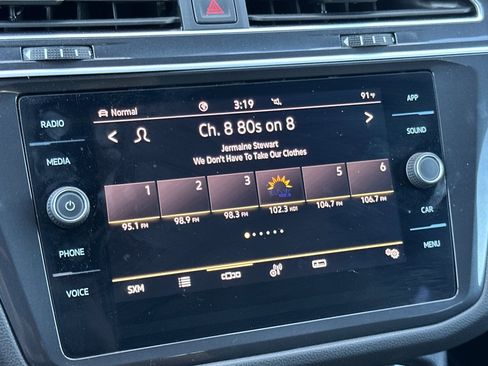 RADIO
MEDIA
PHONE
VOICE
Normal
3:19
91°F
APP
SOUND
CAR
MENU
< Ch. 8 80s on 8 >
Jermaine Stewart
We Don't Have To Take Our Clothes
1 2 3 5 6
95.1 FM 98.9 FM 98.3 FM 102.3 HD1 104.7 FM 106.7 FM
SXM